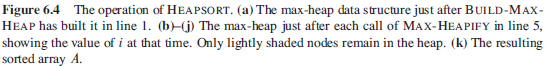 Figure 6.4 The operation of HEAPSORT. (a) The max-heap data structure just after BUILD-MAX-
HEAP has built it in line 1. (b)–(j) The max-heap just after each call of MAX-HEAPIFY in line 5,
showing the value of i at that time. Only lightly shaded nodes remain in the heap. (k) The resulting
sorted array A.